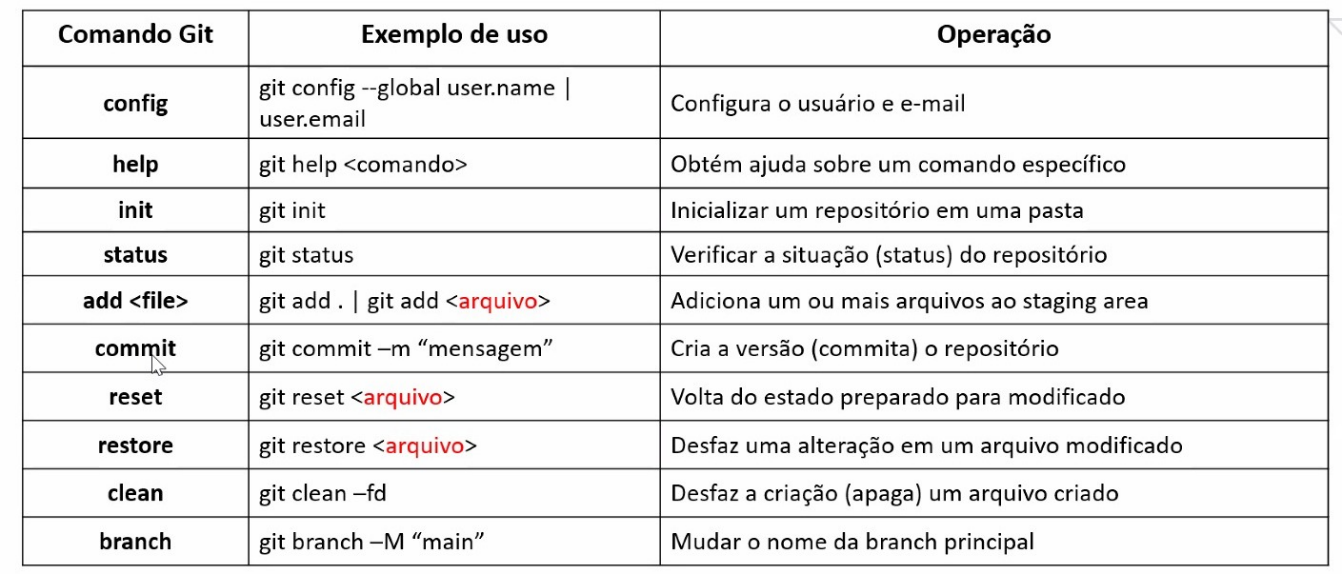 Comando Git Exemplo de uso Operação
config git config --global user.name | Configura o usuário e e-mail
user.email
help git help <comando> Obtém ajuda sobre um comando específico
init git init Inicializar um repositório em uma pasta
status git status Verificar a situação (status) do repositório
add <file> git add . | git add <arquivo> Adiciona um ou mais arquivos ao staging area
commit git commit –m “mensagem” Cria a versão (commita) o repositório
reset git reset <arquivo> Volta do estado preparado para modificado
restore git restore <arquivo> Desfaz uma alteração em um arquivo modificado
clean git clean –fd Desfaz a criação (apaga) um arquivo criado
branch git branch –M “main” Mudar o nome da branch principal